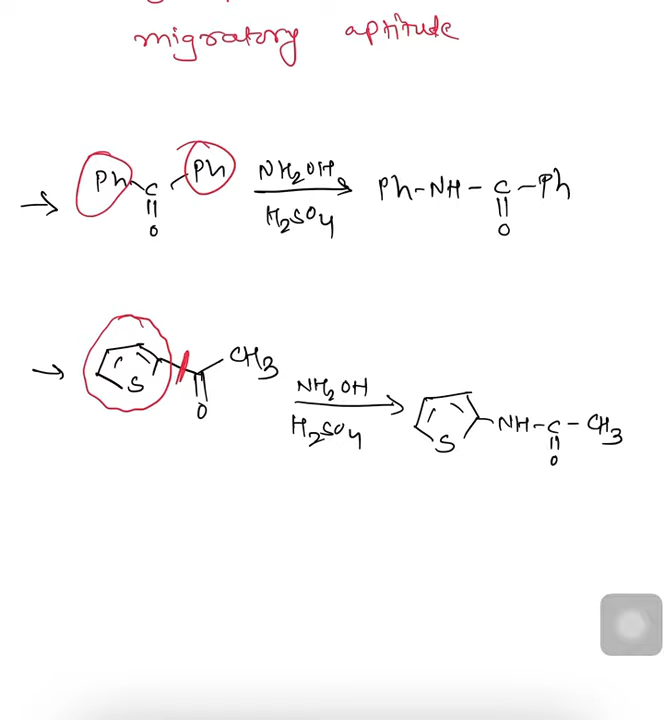 migratory aptitude
→ Ph-C-Ph NH₂OH, Ph-NH-C-Ph
O H₂SO₄ O
→ S C CH₃ NH₂OH S NH-C-CH₃
O H₂SO₄ O